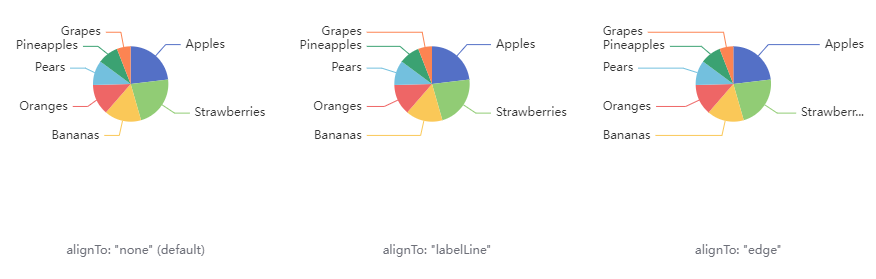 Grapes
Pineapples
Apples
Pears
Oranges
Strawberries
Bananas
alignTo: "none" (default)
Grapes
Pineapples
Apples
Pears
Oranges
Strawberries
Bananas
alignTo: "labelLine"
Grapes
Pineapples
Apples
Pears
Oranges
Strawberr...
Bananas
alignTo: "edge"